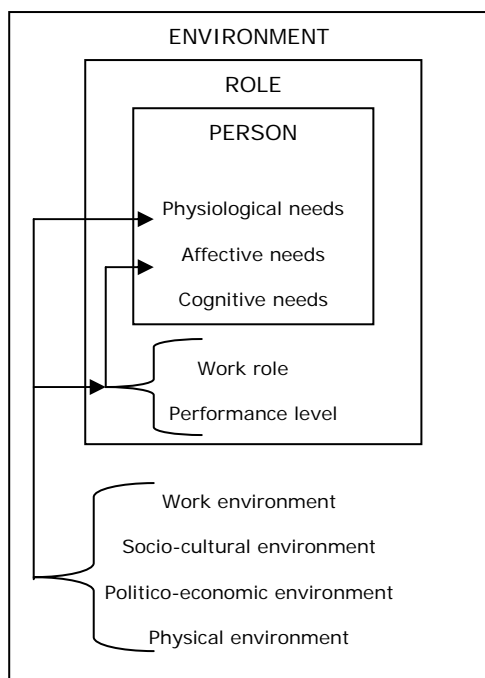 ENVIRONMENT
ROLE
PERSON
Physiological needs
Affective needs
Cognitive needs
Work role
Performance level
Work environment
Socio-cultural environment
Politico-economic environment
Physical environment